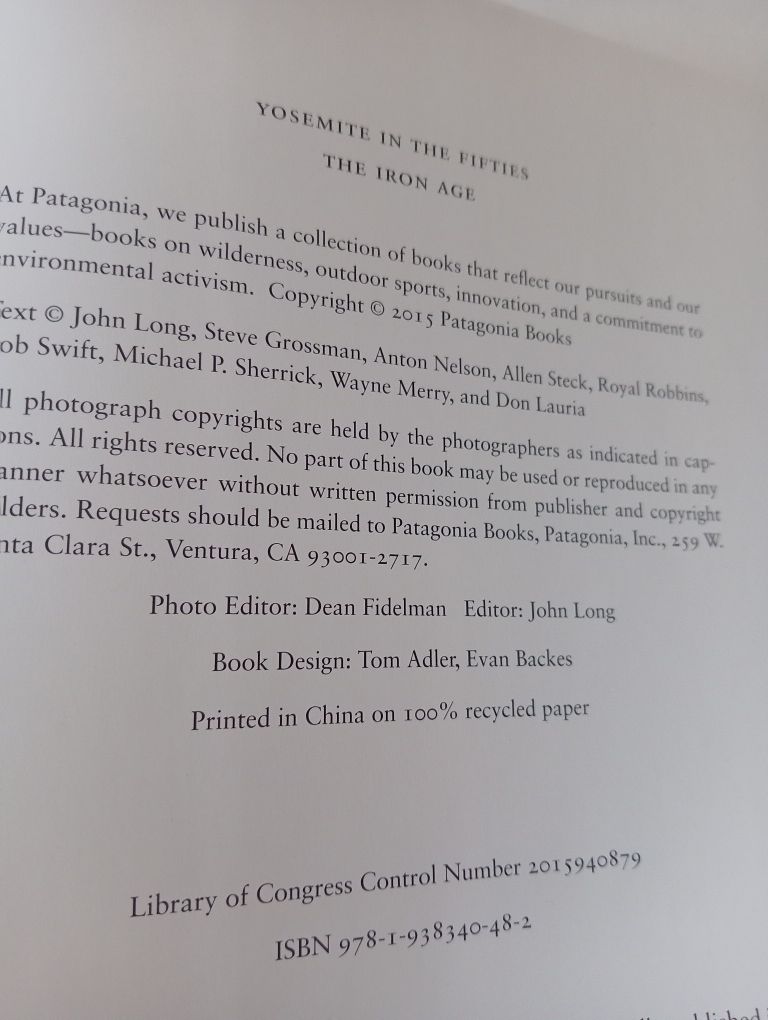 YOSEMITE IN THE FIFTIES
THE IRON AGE
At Patagonia, we publish a collection of books that reflect our pursuits and our
values—books on wilderness, outdoor sports, innovation, and a commitment to
nvironmental activism. Copyright © 2015 Patagonia Books
ext © John Long, Steve Grossman, Anton Nelson, Allen Steck, Royal Robbins,
ob Swift, Michael P. Sherrick, Wayne Merry, and Don Lauria
ll photograph copyrights are held by the photographers as indicated in cap-
ons. All rights reserved. No part of this book may be used or reproduced in any
anner whatsoever without written permission from publisher and copyright
lders. Requests should be mailed to Patagonia Books, Patagonia, Inc., 259 W.
nta Clara St., Ventura, CA 93001-2717.
Photo Editor: Dean Fidelman Editor: John Long
Book Design: Tom Adler, Evan Backes
Printed in China on 100% recycled paper
Library of Congress Control Number 2015940879
ISBN 978-1-938340-48-2